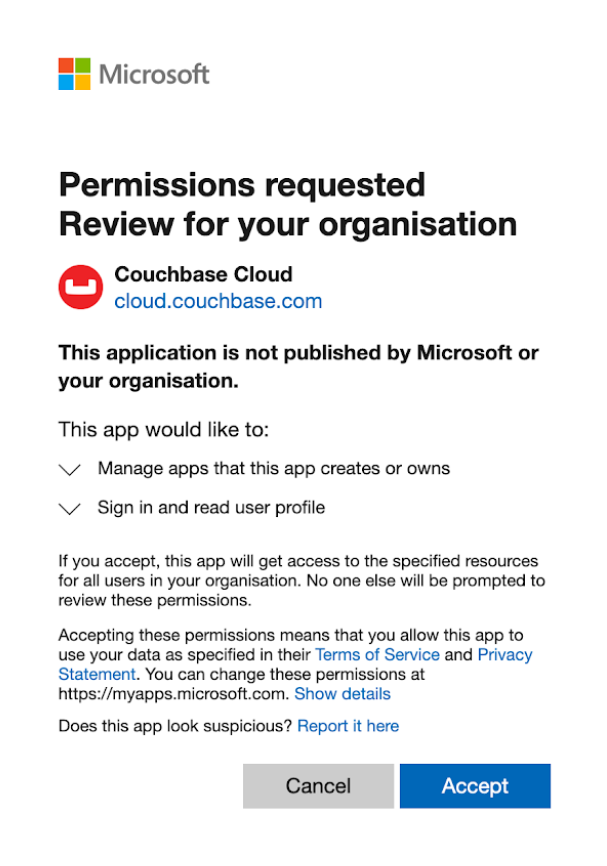 Microsoft
Permissions requested
Review for your organisation
Couchbase Cloud
cloud.couchbase.com
This application is not published by Microsoft or
your organisation.
This app would like to:
Manage apps that this app creates or owns
Sign in and read user profile
If you accept, this app will get access to the specified resources
for all users in your organisation. No one else will be prompted to
review these permissions.
Accepting these permissions means that you allow this app to
use your data as specified in their Terms of Service and Privacy
Statement. You can change these permissions at
https://myapps.microsoft.com. Show details
Does this app look suspicious? Report it here
Cancel Accept